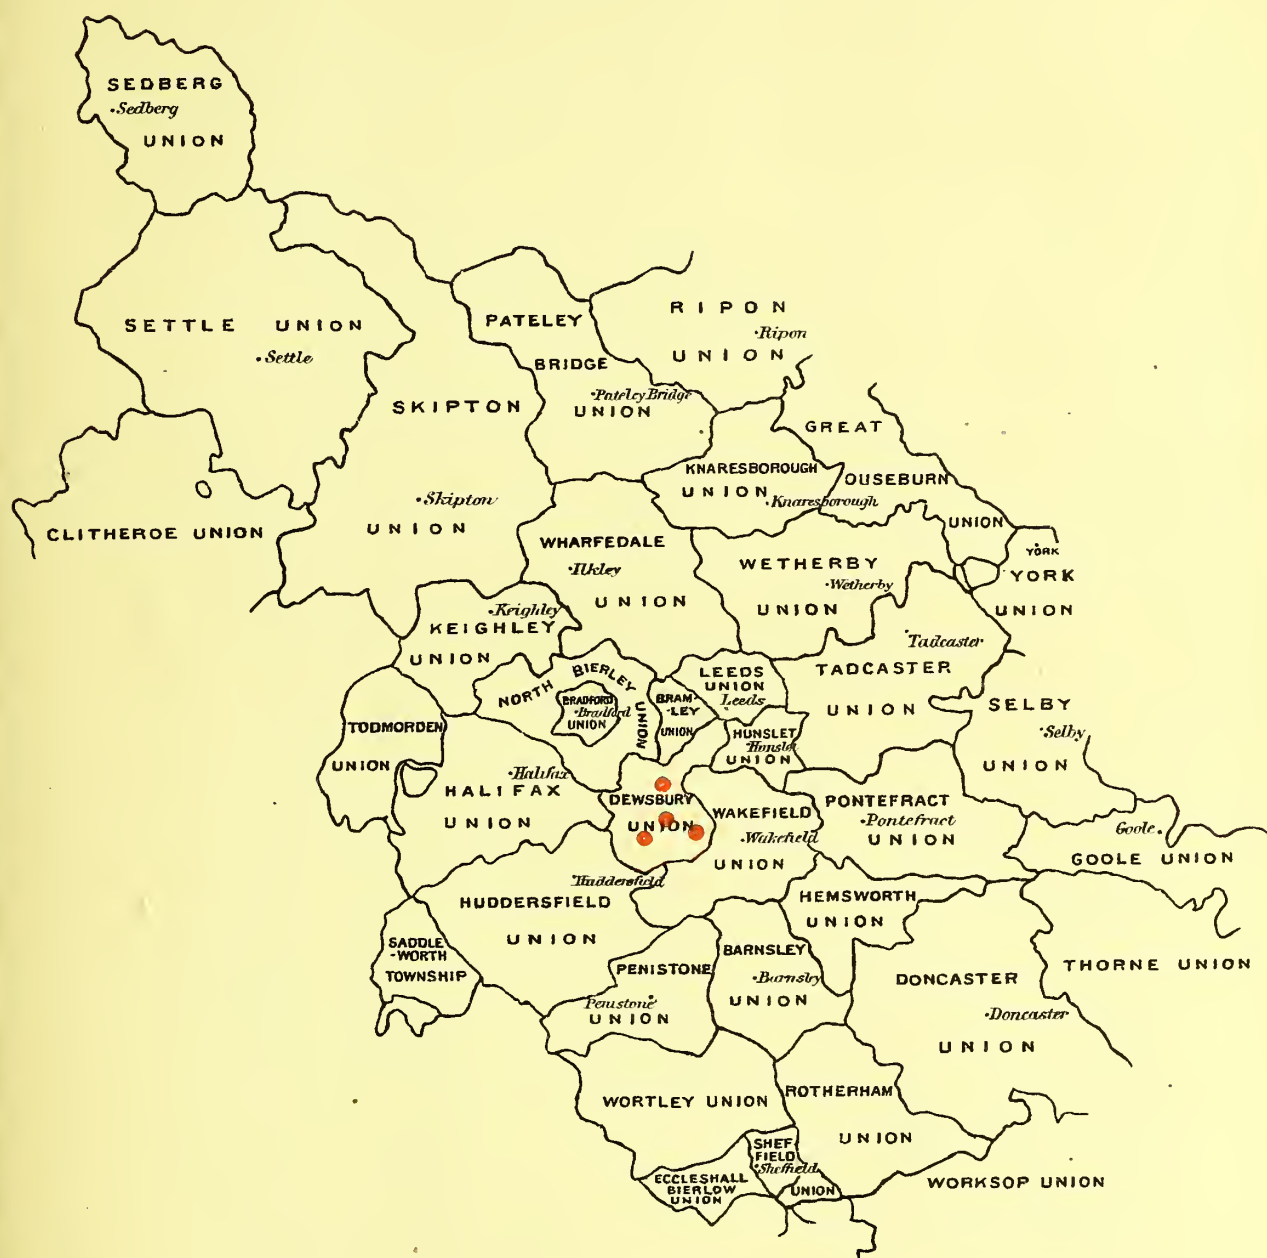 SEDBERG
Sedberg
UNION
SETTLE UNION
Settle
RIPON
Ripon
UNION
PATELEY
BRIDGE
Pateley Bridge
UNION
SKIPTON
Skipton
UNION
GREAT
OUSEBURN
UNION
KNARESBOROUGH
UNION
Knaresborough
CLITHEROE UNION
WHARFEDALE
Ilkley
UNION
WETHERBY
Wetherby
UNION
YORK
YORK
UNION
Keighley
KEIGHLEY
UNION
Tadcaster
TADCASTER
UNION
NORTH BIERLEY UNION
BRADFORD
Bradford
UNION
BRAM-
-LEY
UNION
LEEDS
UNION
Leeds
HUNSLET
Hunslet
UNION
SELBY
Selby
UNION
TODMORDEN
UNION
Halifax
HALIFAX
UNION
DEWSBURY
UNION
WAKEFIELD
Wakefield
UNION
PONTEFRACT
Pontefract
UNION
Goole
GOOLE UNION
Huddersfield
HUDDERSFIELD
UNION
HEMSWORTH
UNION
SADDLE
-WORTH
TOWNSHIP
PENISTONE
Penistone
UNION
BARNSLEY
Barnsley
UNION
DONCASTER
Doncaster
UNION
THORNE UNION
WORTLEY UNION
ROTHERHAM
UNION
SHEF
FIELD
Sheffield
UNION
ECCLESHALL
BIERLOW
UNION
WORKSOP UNION